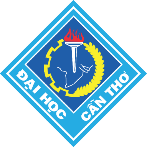 ĐẠI HỌC
CẦN THƠ